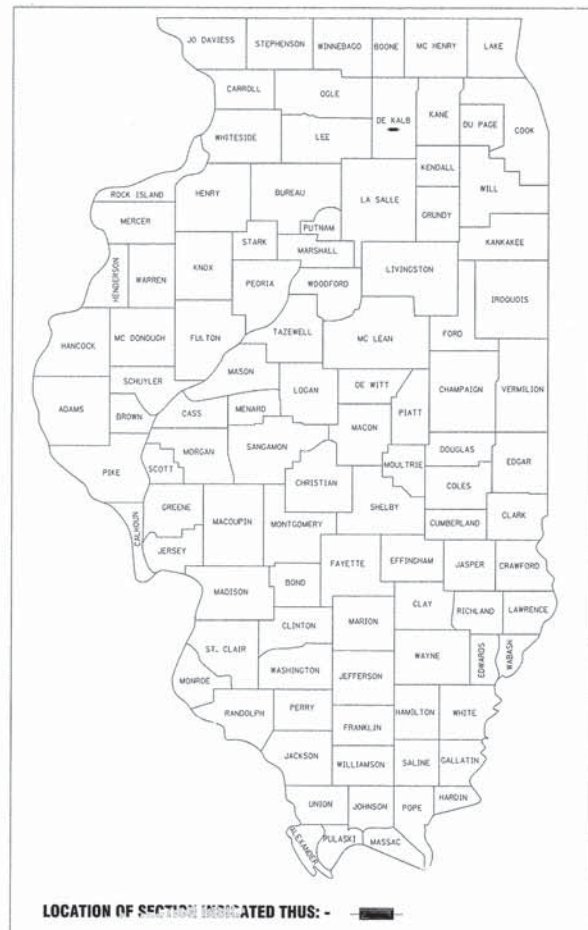 JO DAVIESS STEPHENSON WINNEBAGO BOONE MC HENRY LAKE
CARROLL OGLE
DE KALB KANE DU PAGE COOK
WHITESIDE LEE
KENDALL
ROCK ISLAND HENRY BUREAU LA SALLE WILL
MERCER GRUNDY
PUTNAM
STARK MARSHALL KANKAKEE
HENDERSON WARREN KNOX LIVINGSTON
PEORIA WOODFORD IROQUOIS
TAZEWELL FORD
HANCOCK MC DONOUGH FULTON MC LEAN
MASON
SCHUYLER LOGAN DE WITT CHAMPAIGN VERMILION
ADAMS BROWN CASS MENARD PIATT
MACON
MORGAN SANGAMON DOUGLAS
PIKE SCOTT MOULTRIE EDGAR
CHRISTIAN COLES
CALHOUN GREENE SHELBY
MACOUPIN MONTGOMERY CUMBERLAND CLARK
JERSEY
FAYETTE EFFINGHAM JASPER CRAWFORD
MADISON BOND
CLAY RICHLAND LAWRENCE
CLINTON MARION
ST. CLAIR WAYNE EDWARDS WABASH
WASHINGTON JEFFERSON
MONROE
RANDOLPH PERRY HAMILTON WHITE
FRANKLIN
JACKSON WILLIAMSON SALINE GALLATIN
HARDIN
UNION JOHNSON POPE
ALEXANDER PULASKI MASSAC
LOCATION OF SECTION INDICATED THUS: -